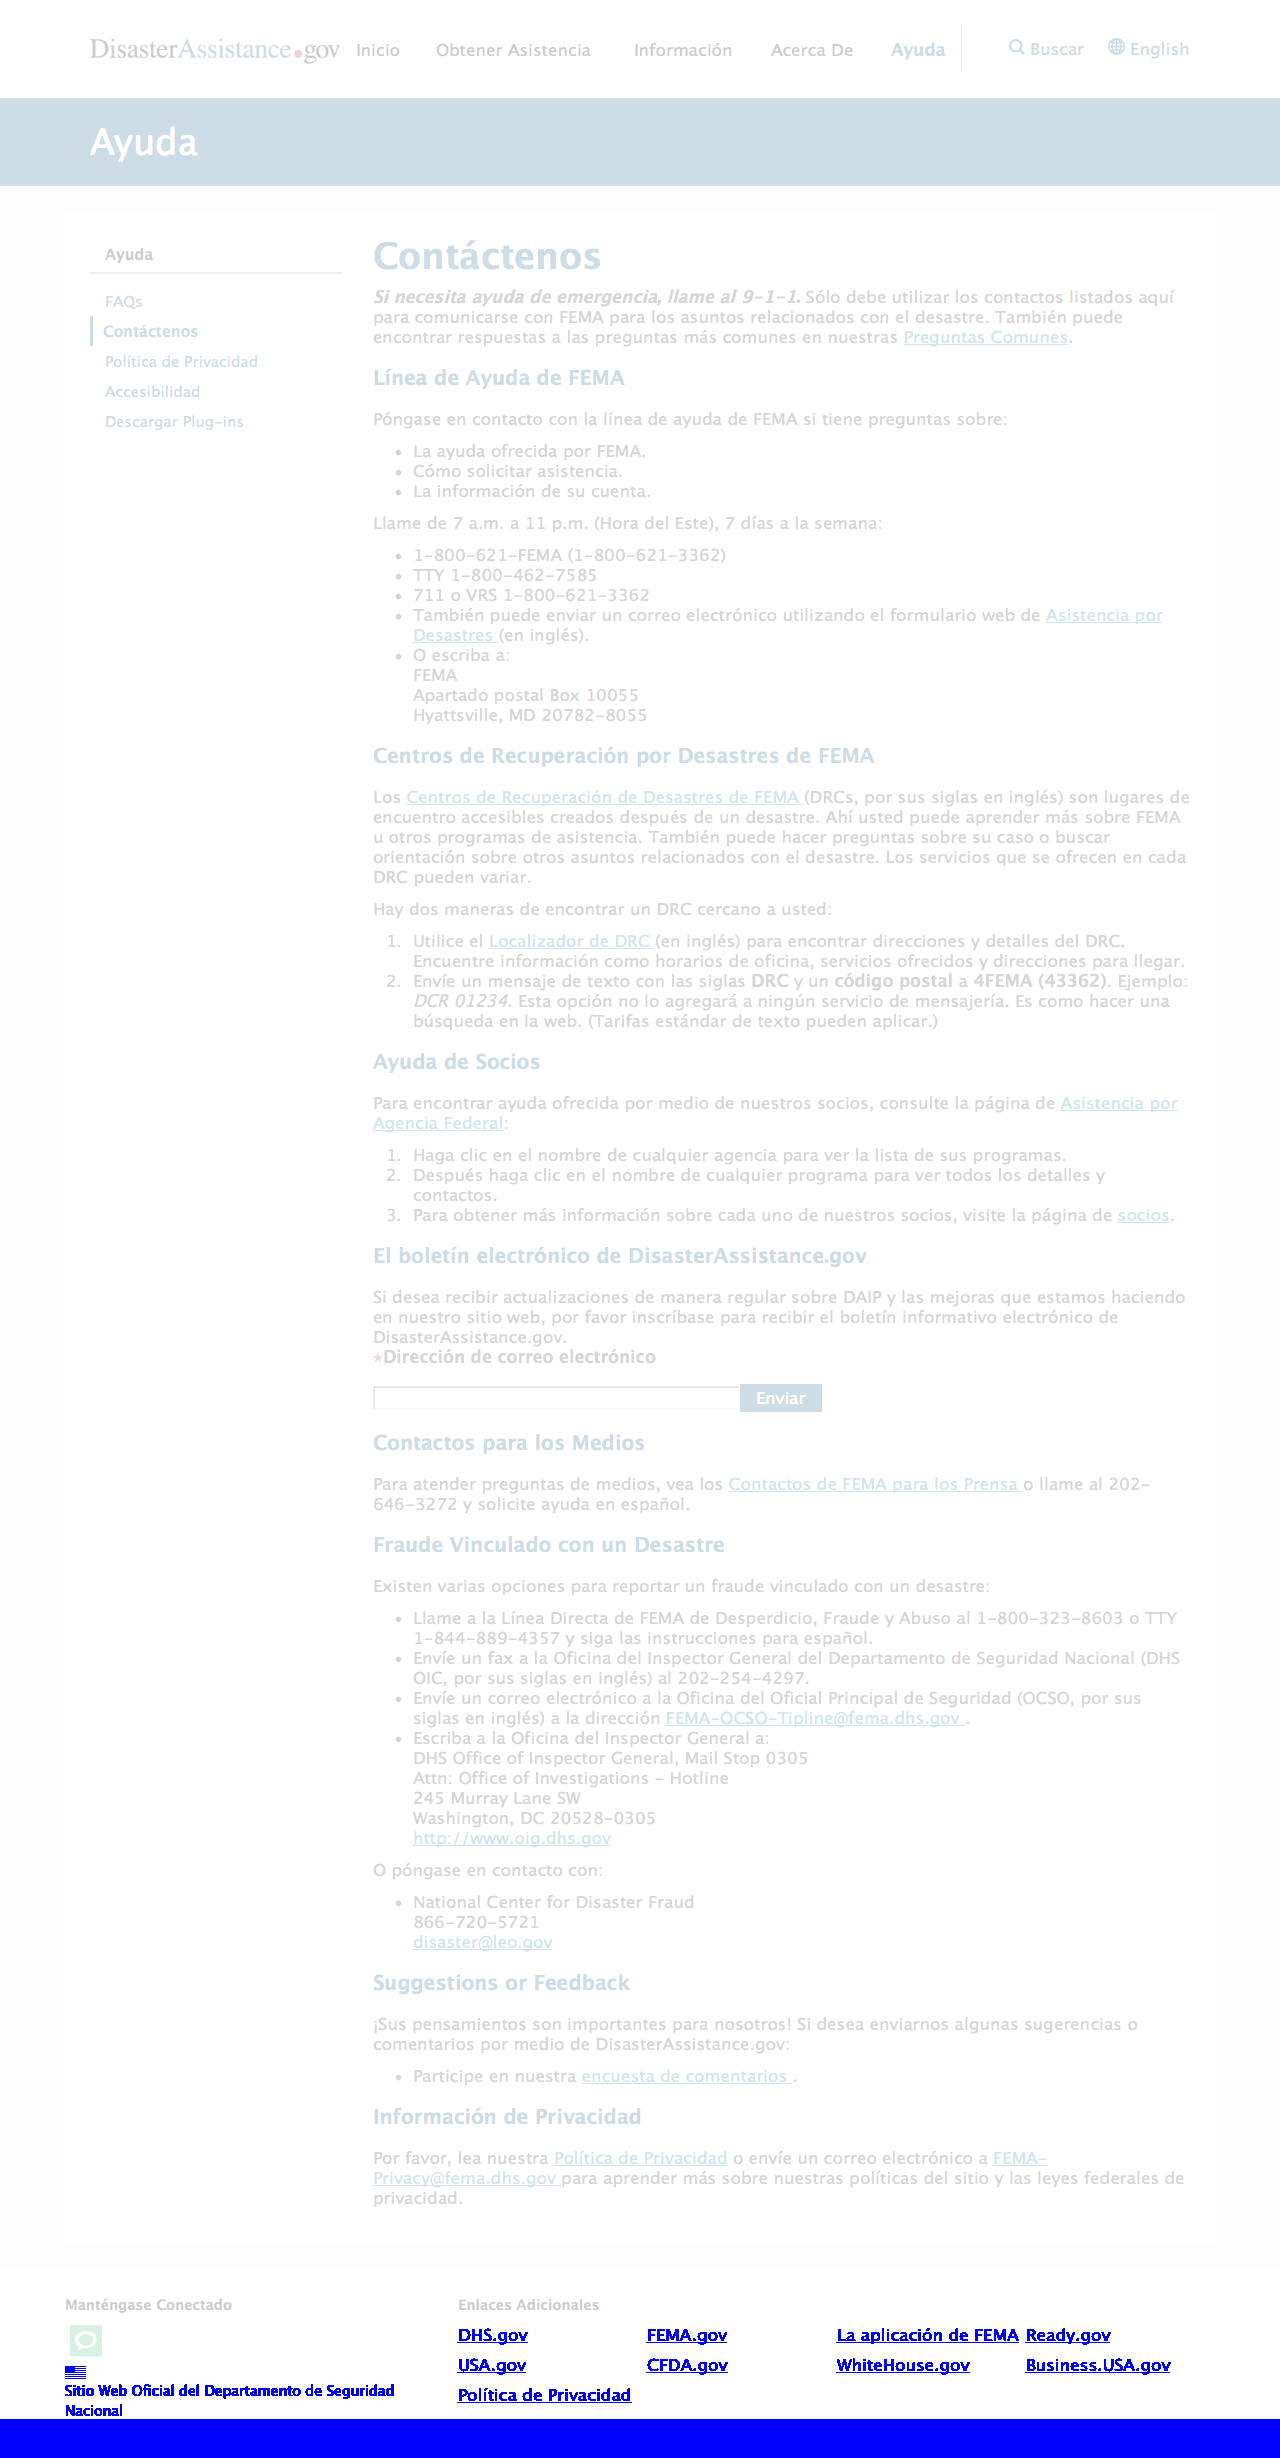 DisasterAssistance.gov Inicio Obtener Asistencia Información Acerca De Ayuda Buscar English
Ayuda
Ayuda
FAQs
Contáctenos
Política de Privacidad
Accesibilidad
Descargar Plug-ins
Contáctenos
Si necesita ayuda de emergencia, llame al 9-1-1. Sólo debe utilizar los contactos listados aquí
para comunicarse con FEMA para los asuntos relacionados con el desastre. También puede
encontrar respuestas a las preguntas más comunes en nuestras Preguntas Comunes.
Línea de Ayuda de FEMA
Póngase en contacto con la línea de ayuda de FEMA si tiene preguntas sobre:
• La ayuda ofrecida por FEMA.
• Cómo solicitar asistencia.
• La información de su cuenta.
Llame de 7 a.m. a 11 p.m. (Hora del Este), 7 días a la semana:
• 1-800-621-FEMA (1-800-621-3362)
• TTY 1-800-462-7585
• 711 o VRS 1-800-621-3362
• También puede enviar un correo electrónico utilizando el formulario web de Asistencia por
Desastres (en inglés).
• O escriba a:
FEMA
Apartado postal Box 10055
Hyattsville, MD 20782-8055
Centros de Recuperación por Desastres de FEMA
Los Centros de Recuperación de Desastres de FEMA (DRCs, por sus siglas en inglés) son lugares de
encuentro accesibles creados después de un desastre. Ahí usted puede aprender más sobre FEMA
u otros programas de asistencia. También puede hacer preguntas sobre su caso o buscar
orientación sobre otros asuntos relacionados con el desastre. Los servicios que se ofrecen en cada
DRC pueden variar.
Hay dos maneras de encontrar un DRC cercano a usted:
1. Utilice el Localizador de DRC (en inglés) para encontrar direcciones y detalles del DRC.
Encuentre información como horarios de oficina, servicios ofrecidos y direcciones para llegar.
2. Envíe un mensaje de texto con las siglas DRC y un código postal a 4FEMA (43362). Ejemplo:
DCR 01234. Esta opción no lo agregará a ningún servicio de mensajería. Es como hacer una
búsqueda en la web. (Tarifas estándar de texto pueden aplicar.)
Ayuda de Socios
Para encontrar ayuda ofrecida por medio de nuestros socios, consulte la página de Asistencia por
Agencia Federal:
1. Haga clic en el nombre de cualquier agencia para ver la lista de sus programas.
2. Después haga clic en el nombre de cualquier programa para ver todos los detalles y
contactos.
3. Para obtener más información sobre cada uno de nuestros socios, visite la página de socios.
El boletín electrónico de DisasterAssistance.gov
Si desea recibir actualizaciones de manera regular sobre DAIP y las mejoras que estamos haciendo
en nuestro sitio web, por favor inscríbase para recibir el boletín informativo electrónico de
DisasterAssistance.gov.
*Dirección de correo electrónico
Enviar
Contactos para los Medios
Para atender preguntas de medios, vea los Contactos de FEMA para los Prensa o llame al 202-
646-3272 y solicite ayuda en español.
Fraude Vinculado con un Desastre
Existen varias opciones para reportar un fraude vinculado con un desastre:
• Llame a la Línea Directa de FEMA de Desperdicio, Fraude y Abuso al 1-800-323-8603 o TTY
1-844-889-4357 y siga las instrucciones para español.
• Envíe un fax a la Oficina del Inspector General del Departamento de Seguridad Nacional (DHS
OIC, por sus siglas en inglés) al 202-254-4297.
• Envíe un correo electrónico a la Oficina del Oficial Principal de Seguridad (OCSO, por sus
siglas en inglés) a la dirección FEMA-OCSO-Tipline@fema.dhs.gov .
• Escriba a la Oficina del Inspector General a:
DHS Office of Inspector General, Mail Stop 0305
Attn: Office of Investigations - Hotline
245 Murray Lane SW
Washington, DC 20528-0305
http://www.oig.dhs.gov
O póngase en contacto con:
• National Center for Disaster Fraud
866-720-5721
disaster@leo.gov
Suggestions or Feedback
¡Sus pensamientos son importantes para nosotros! Si desea enviarnos algunas sugerencias o
comentarios por medio de DisasterAssistance.gov:
• Participe en nuestra encuesta de comentarios .
Información de Privacidad
Por favor, lea nuestra Política de Privacidad o envíe un correo electrónico a FEMA-
Privacy@fema.dhs.gov para aprender más sobre nuestras políticas del sitio y las leyes federales de
privacidad.
Manténgase Conectado
Sitio Web Oficial del Departamento de Seguridad
Nacional
Enlaces Adicionales
DHS.gov FEMA.gov La aplicación de FEMA Ready.gov
USA.gov CFDA.gov WhiteHouse.gov Business.USA.gov
Política de Privacidad